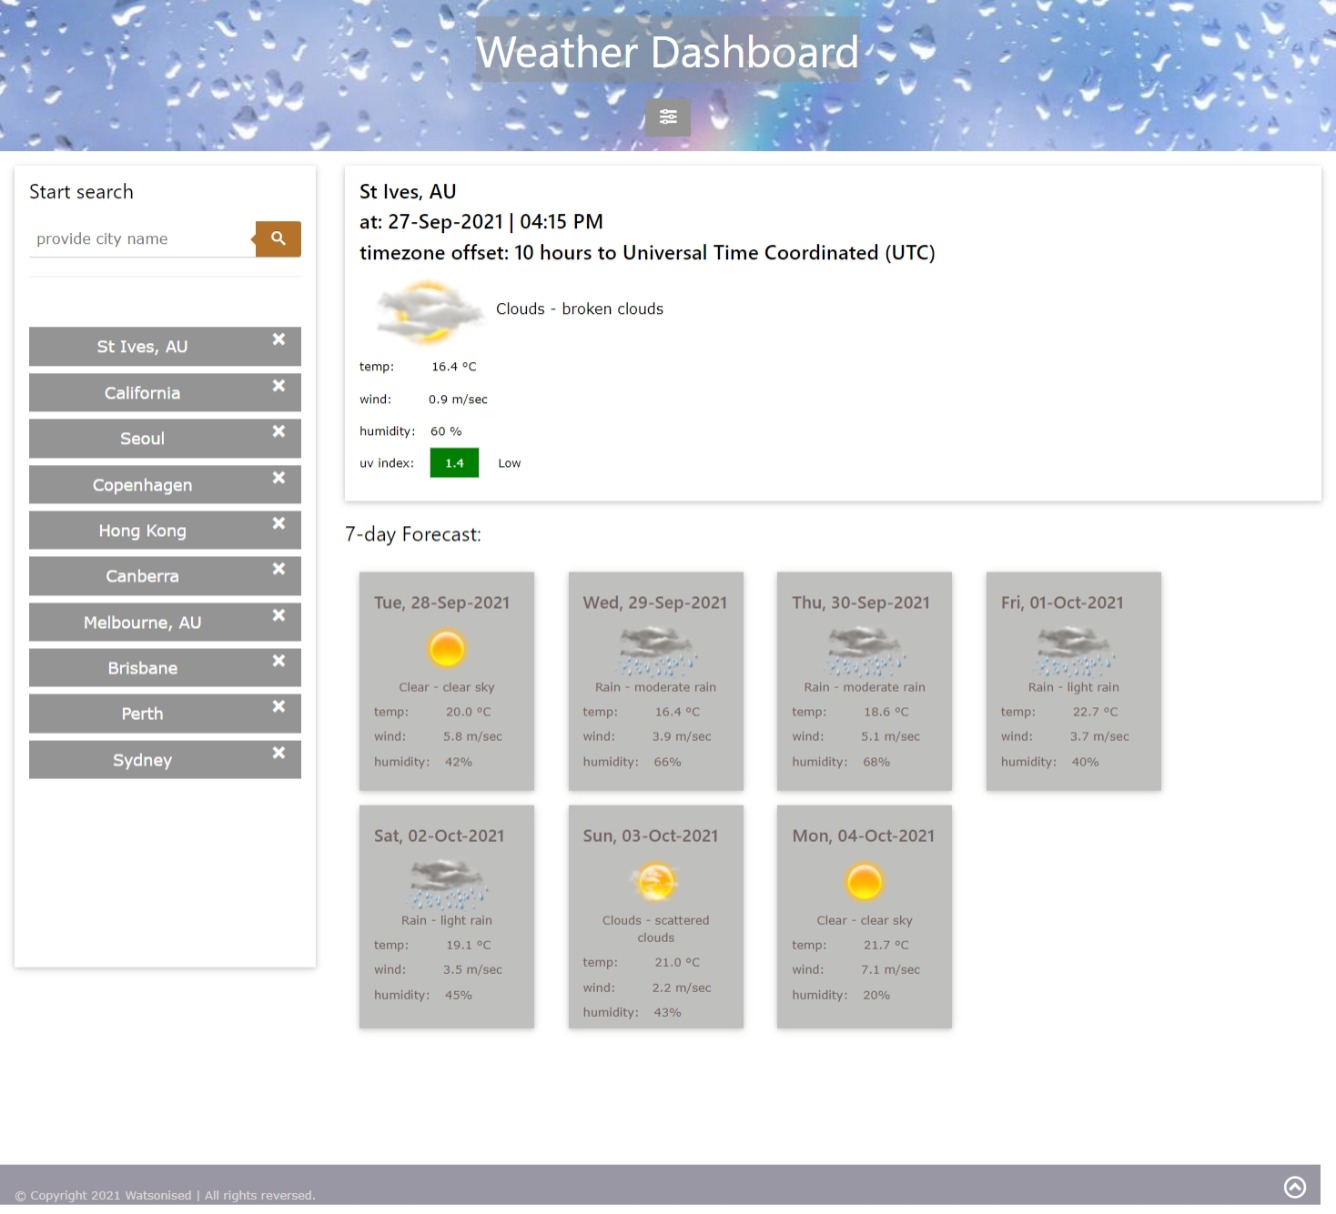 Weather Dashboard
Start search
provide city name
St Ives, AU
California
Seoul
Copenhagen
Hong Kong
Canberra
Melbourne, AU
Brisbane
Perth
Sydney
St Ives, AU
at: 27-Sep-2021 | 04:15 PM
timezone offset: 10 hours to Universal Time Coordinated (UTC)
Clouds - broken clouds
temp: 16.4 °C
wind: 0.9 m/sec
humidity: 60 %
uv index: 1.4 Low
7-day Forecast:
Tue, 28-Sep-2021
Clear - clear sky
temp: 20.0 °C
wind: 5.8 m/sec
humidity: 42%
Wed, 29-Sep-2021
Rain - moderate rain
temp: 16.4 °C
wind: 3.9 m/sec
humidity: 66%
Thu, 30-Sep-2021
Rain - moderate rain
temp: 18.6 °C
wind: 5.1 m/sec
humidity: 68%
Fri, 01-Oct-2021
Rain - light rain
temp: 22.7 °C
wind: 3.7 m/sec
humidity: 40%
Sat, 02-Oct-2021
Rain - light rain
temp: 19.1 °C
wind: 3.5 m/sec
humidity: 45%
Sun, 03-Oct-2021
Clouds - scattered
clouds
temp: 21.0 °C
wind: 2.2 m/sec
humidity: 43%
Mon, 04-Oct-2021
Clear - clear sky
temp: 21.7 °C
wind: 7.1 m/sec
humidity: 20%
© Copyright 2021 Watsonised | All rights reversed.